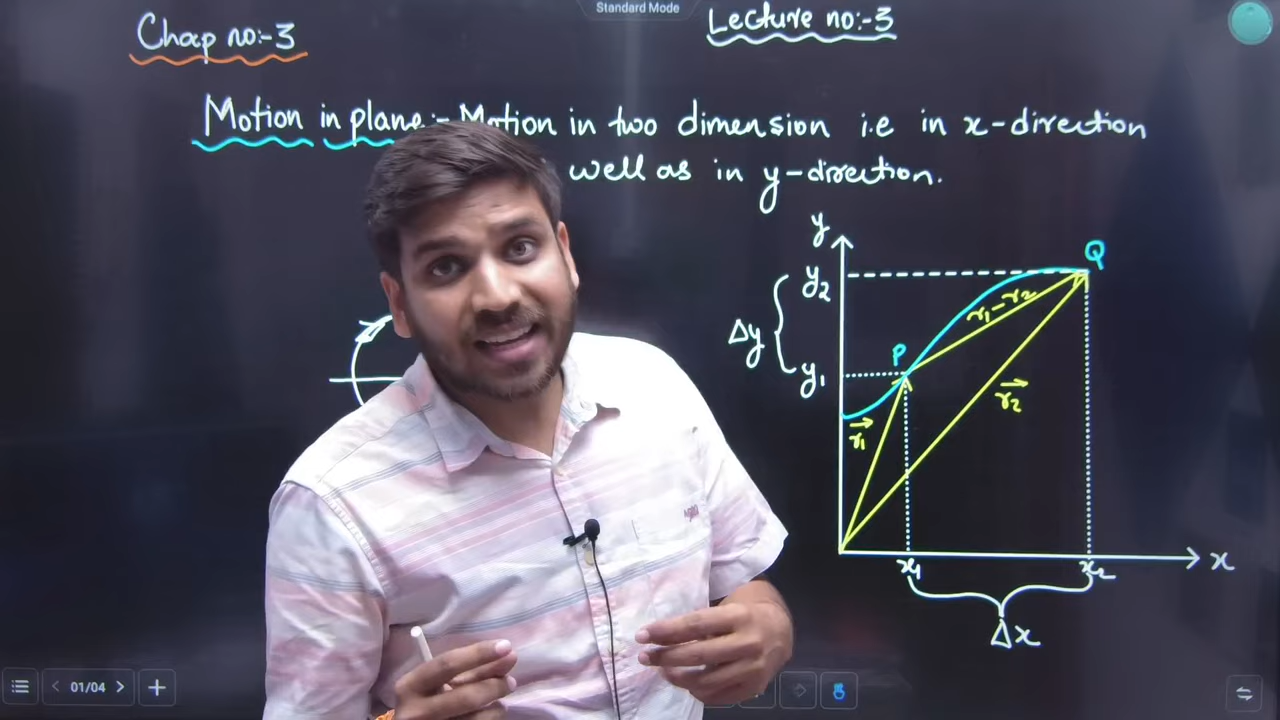 Standard Mode
Chap no:-3
Lecture no:-3
Motion in plane:- Motion in two dimension i.e in x-direction
well as in y-direction.
y
Q
y2
r1-r2
Δy
P
y1
r2
r1
x1
x2
x
Δx
01/04